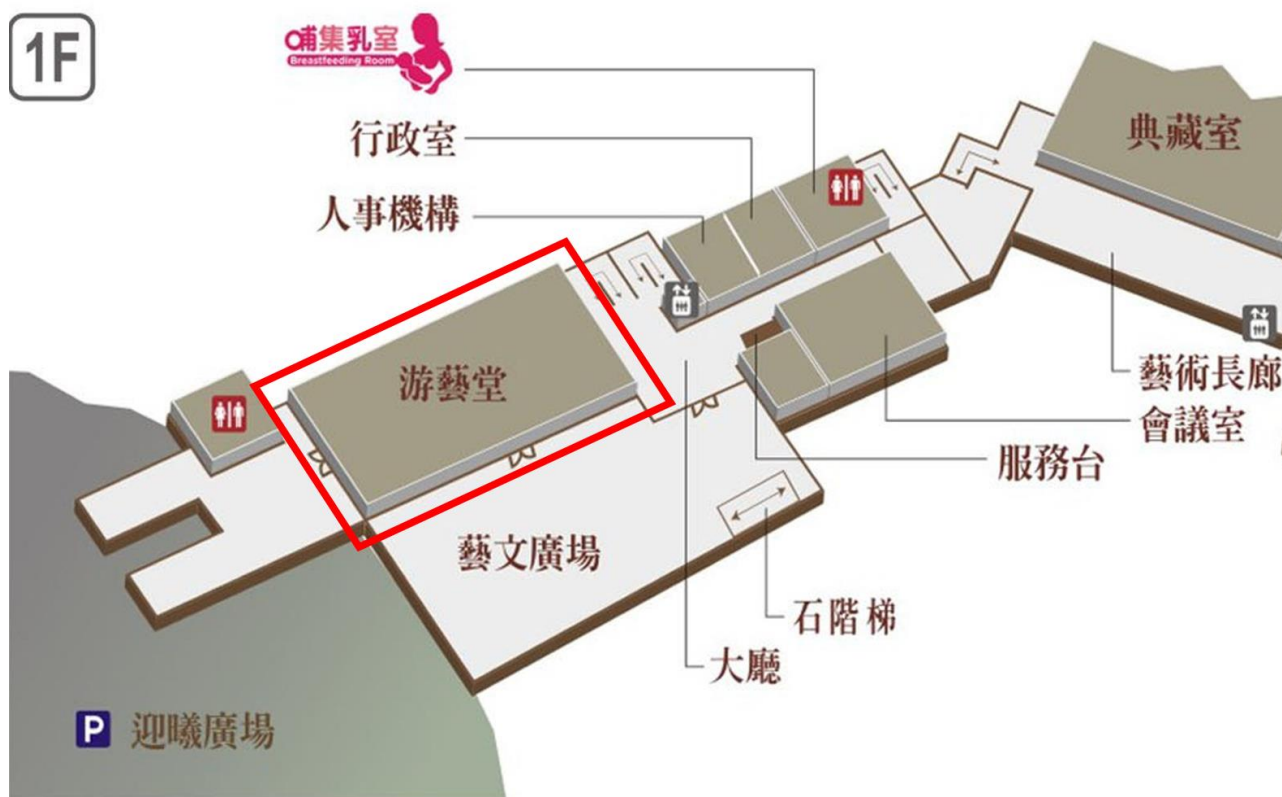 1F
哺集乳室
Breastfeeding Room
行政室
人事機構
典藏室
游藝堂
藝術長廊
會議室
服務台
藝文廣場
石階梯
大廳
P 迎曦廣場